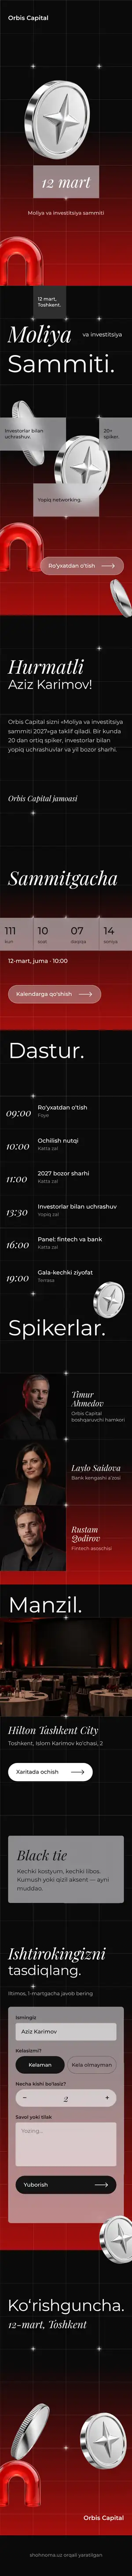 Orbis Capital
12 mart
Moliya va investitsiya sammiti
12 mart,
Toshkent.
Moliya va investitsiya
Sammiti.
Investorlar bilan
uchrashuv.
20+
spiker.
Yopiq networking.
Ro'yxatdan o'tish
Hurmatli
Aziz Karimov!
Orbis Capital sizni «Moliya va investitsiya
sammiti 2027»ga taklif qiladi. Bir kunda
20 dan ortiq spiker, investorlar bilan
yopiq uchrashuvlar va yil bozor sharhi.
Orbis Capital jamoasi
Sammitgacha
111 10 07 14
kun soat daqiqa soniya
12-mart, juma · 10:00
Kalendarga qo'shish
Dastur.
09:00 Ro'yxatdan o'tish
Foye
10:00 Ochilish nutqi
Katta zal
11:00 2027 bozor sharhi
Katta zal
13:30 Investorlar bilan uchrashuv
Yopiq zal
16:00 Panel: fintech va bank
Katta zal
19:00 Gala-kechki ziyofat
Terrasa
Spikerlar.
Timur
Ahmedov
Orbis Capital
boshqaruvchi hamkori
Laylo Saidova
Bank kengashi a'zosi
Rustam
Qodirov
Fintech asoschisi
Manzil.
Hilton Tashkent City
Toshkent, Islom Karimov ko'chasi, 2
Xaritada ochish
Black tie
Kechki kostyum, kechki libos.
Kumush yoki qizil aksent — ayni
muddao.
Ishtirokingizni
tasdiqlang.
Iltimos, 1-martgacha javob bering
Ismingiz
Aziz Karimov
Kelasizmi?
Kelaman Kela olmayman
Necha kishi bo'lasiz?
− 2 +
Savol yoki tilak
Yozing...
Yuborish
Ko'rishguncha.
12-mart, Toshkent
Orbis Capital
shohnoma.uz orqali yaratilgan